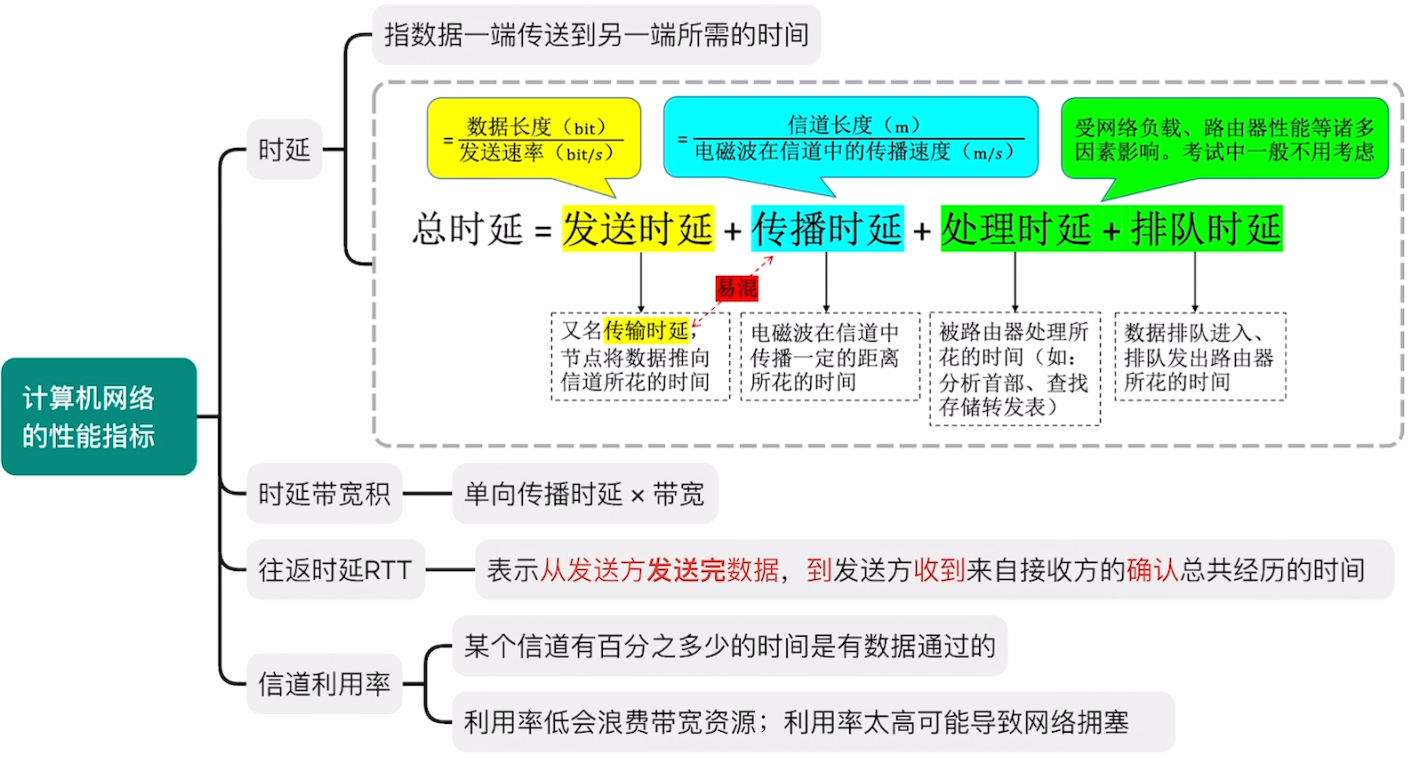 指数据一端传送到另一端所需的时间
时延
=数据长度（bit）/发送速率（bit/s）
=信道长度（m）/电磁波在信道中的传播速度（m/s）
受网络负载、路由器性能等诸多
因素影响。考试中一般不用考虑
总时延 = 发送时延 + 传播时延 + 处理时延 + 排队时延
易混
又名传输时延，
节点将数据推向
信道所花的时间
电磁波在信道中
传播一定的距离
所花的时间
被路由器处理所
花的时间（如：
分析首部、查找
存储转发表）
数据排队进入、
排队发出路由器
所花的时间
计算机网络
的性能指标
时延带宽积
单向传播时延 × 带宽
往返时延RTT
表示从发送方发送完数据，到发送方收到来自接收方的确认总共经历的时间
信道利用率
某个信道有百分之多少的时间是有数据通过的
利用率低会浪费带宽资源；利用率太高可能导致网络拥塞